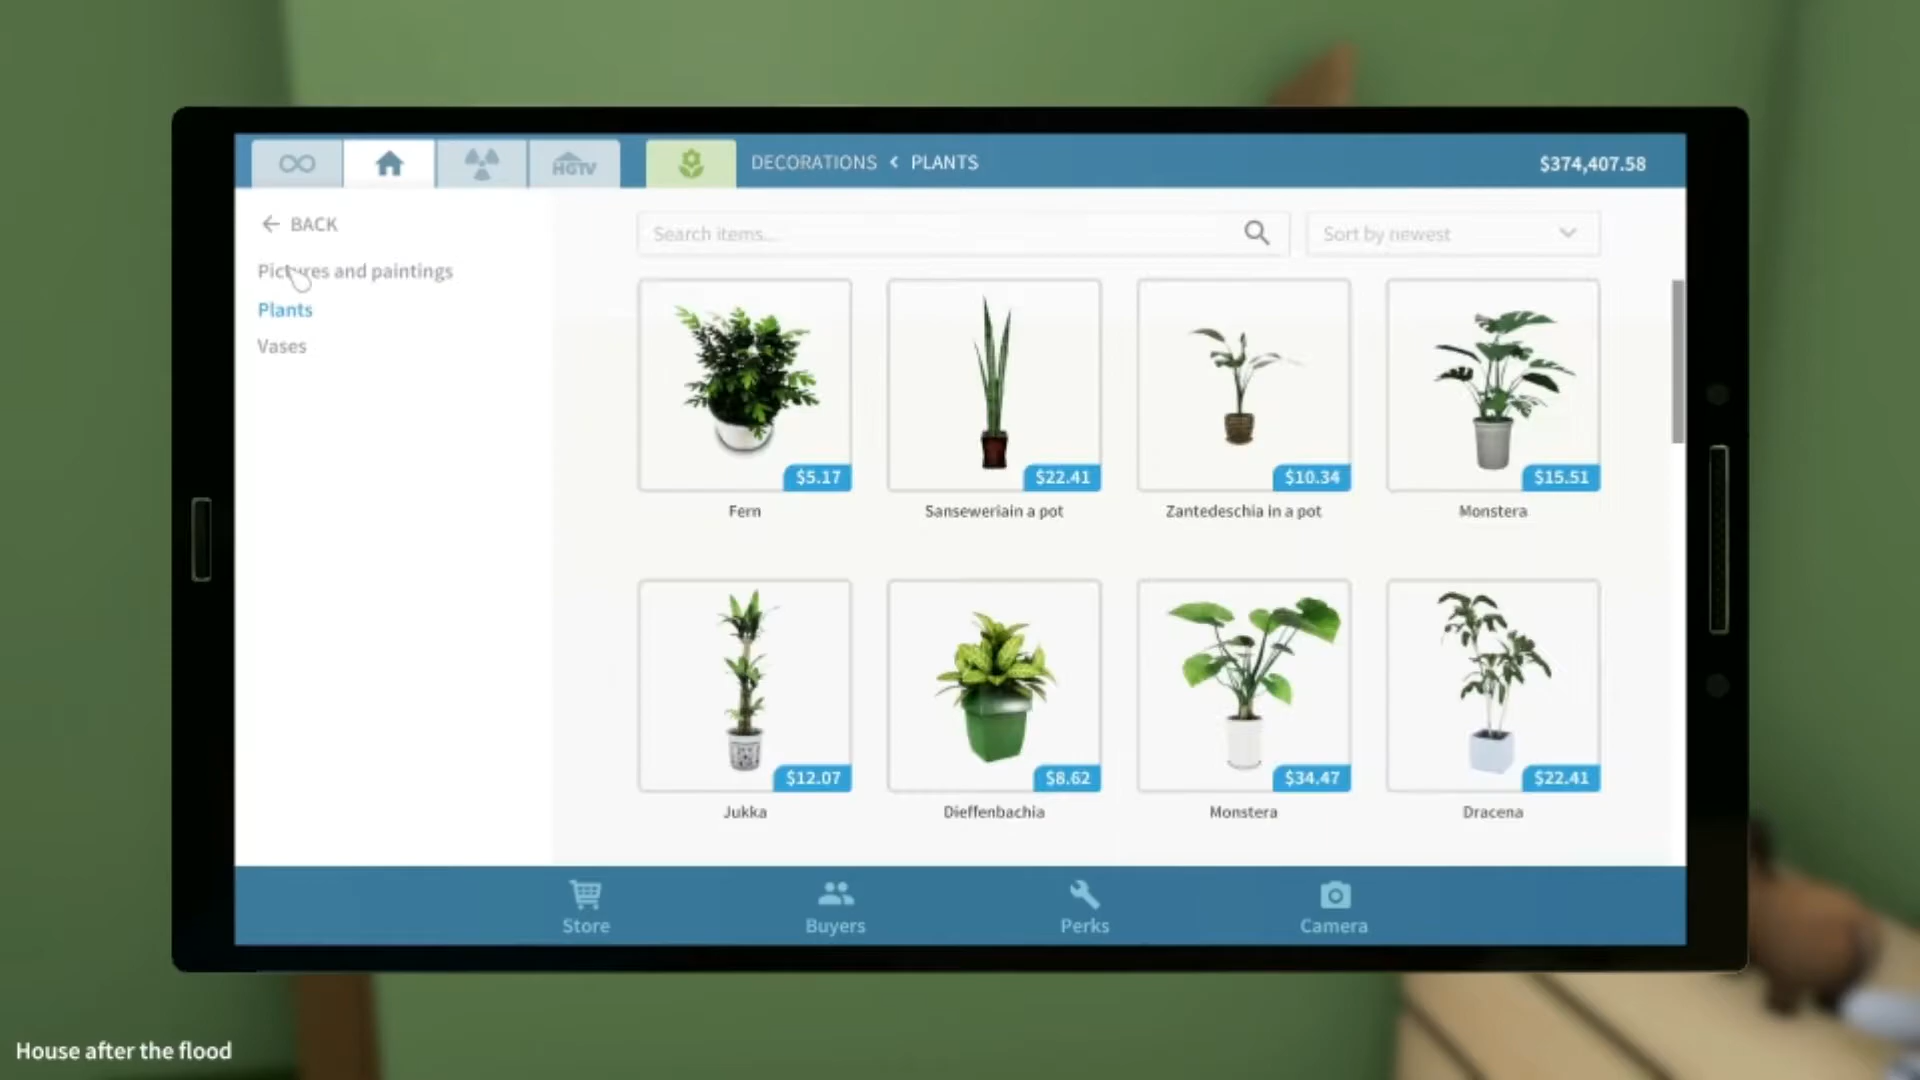 HGTV
DECORATIONS < PLANTS
$374,407.58
← BACK
Pictures and paintings
Plants
Vases
Search items...
Sort by newest
$5.17
$22.41
$10.34
$15.51
Fern
Sanseweriain a pot
Zantedeschia in a pot
Monstera
$12.07
$8.62
$34.47
$22.41
Jukka
Dieffenbachia
Monstera
Dracena
Store
Buyers
Perks
Camera
House after the flood